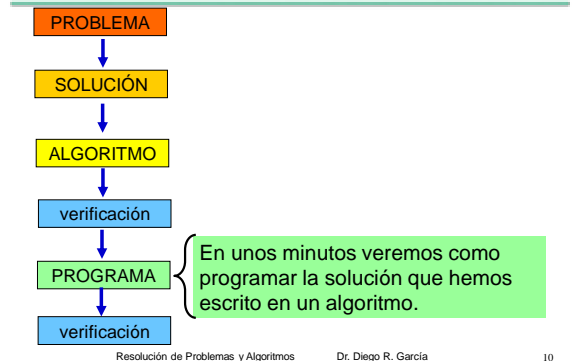 PROBLEMA
SOLUCIÓN
ALGORITMO
verificación
PROGRAMA
En unos minutos veremos como
programar la solución que hemos
escrito en un algoritmo.
verificación
Resolución de Problemas y Algoritmos Dr. Diego R. García 10